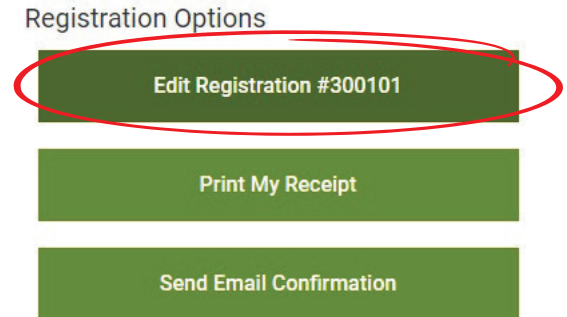 Registration Options
Edit Registration #300101
Print My Receipt
Send Email Confirmation